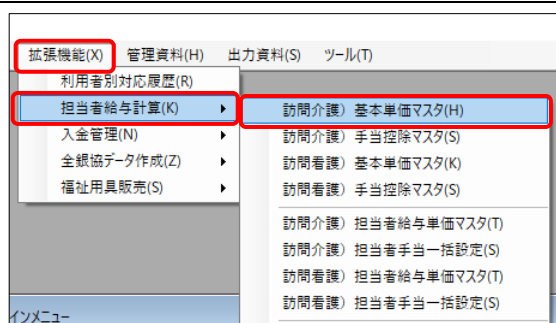 拡張機能(X) 管理資料(H) 出力資料(S) ツール(T)
利用者別対応履歴(R)
担当者給与計算(K)
入金管理(N)
全銀協データ作成(Z)
福祉用具販売(S)
訪問介護）基本単価マスタ(H)
訪問介護）手当控除マスタ(S)
訪問看護）基本単価マスタ(K)
訪問看護）手当控除マスタ(S)
訪問介護）担当者給与単価マスタ(T)
訪問介護）担当者手当一括設定(S)
訪問看護）担当者給与単価マスタ(T)
訪問看護）担当者手当一括設定(S)
インメニュー